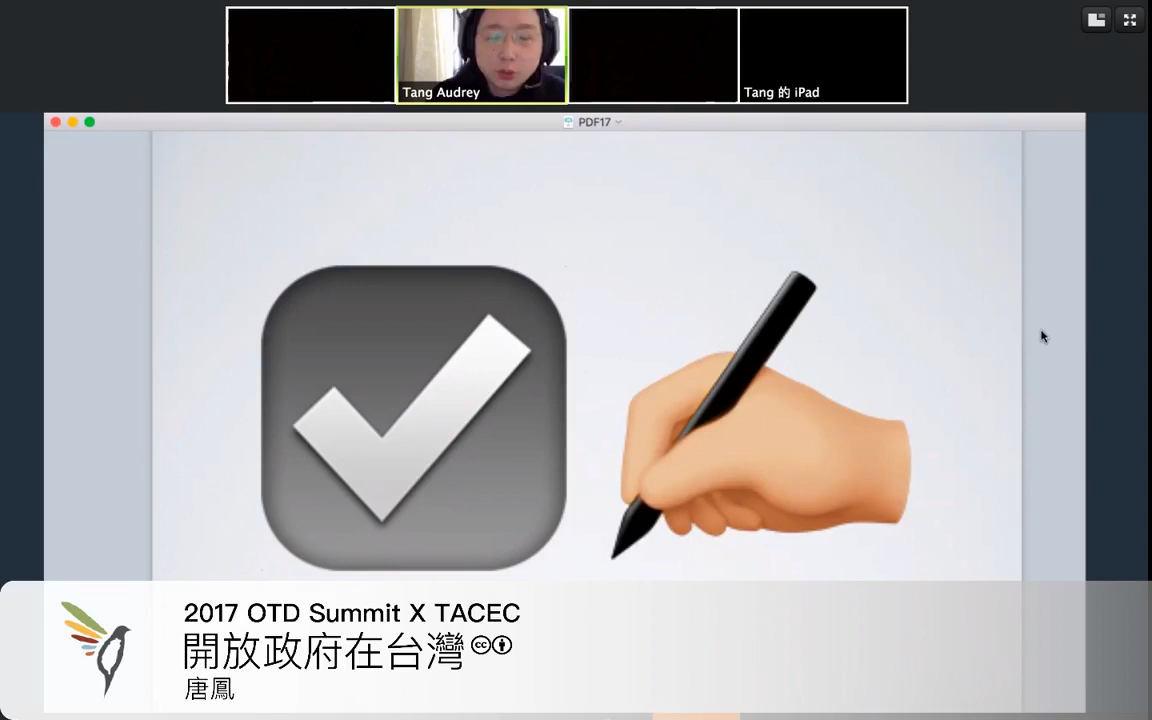 Tang Audrey
Tang 的 iPad
PDF17
2017 OTD Summit X TACEC
開放政府在台灣
cc
唐鳳